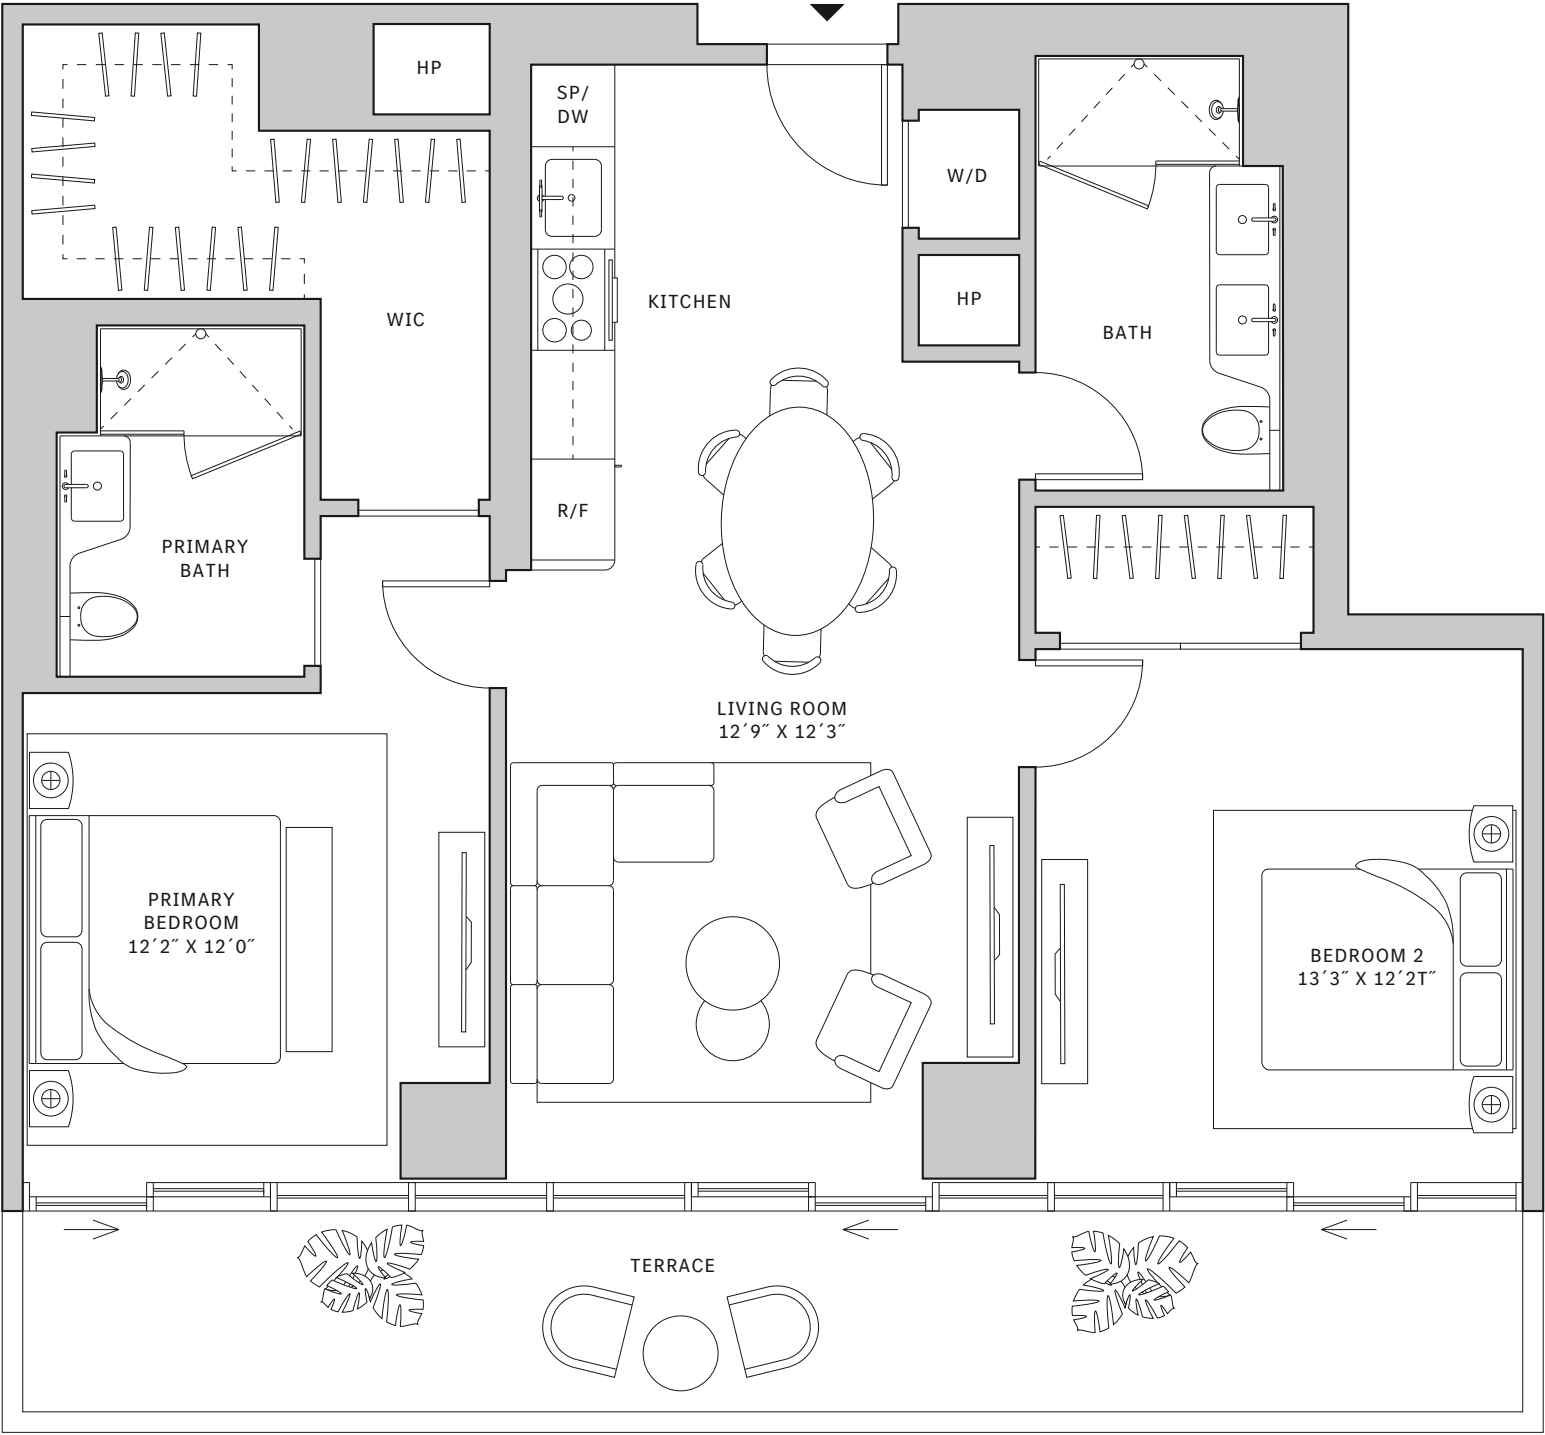 HP
SP/
DW
W/D
HP
KITCHEN
WIC
BATH
R/F
PRIMARY
BATH
LIVING ROOM
12´9˝ X 12´3˝
PRIMARY
BEDROOM
12´2˝ X 12´0˝
BEDROOM 2
13´3˝ X 12´2T˝
TERRACE